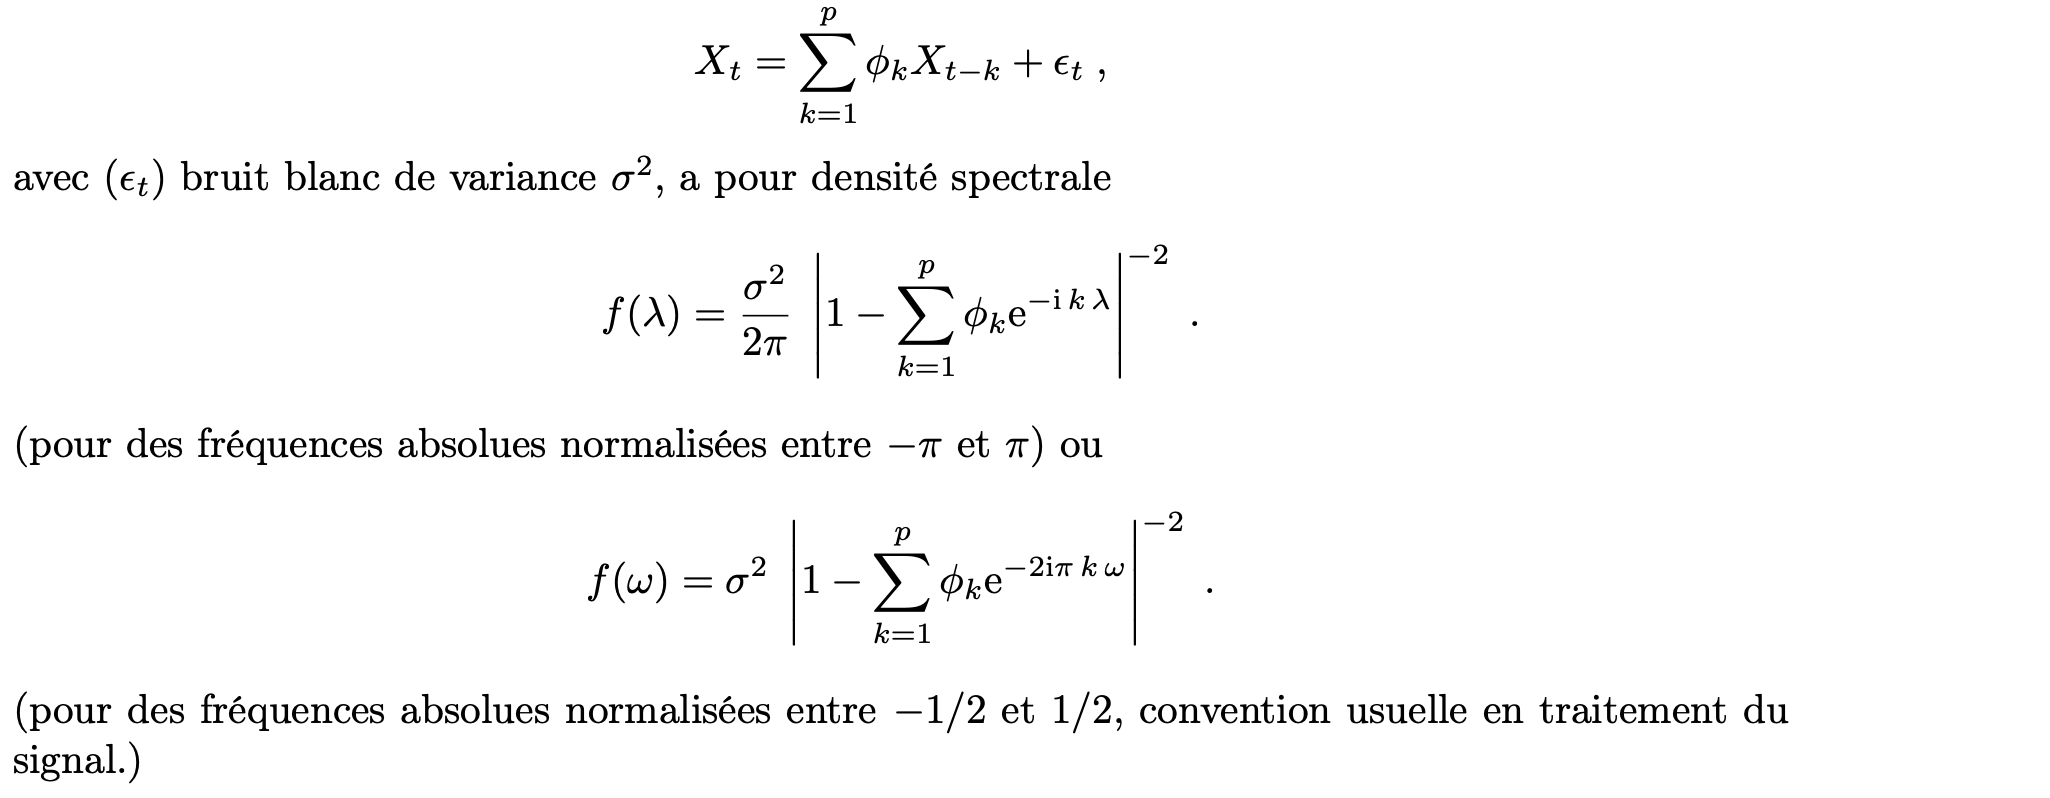 $X_t = \sum_{k=1}^{p} \phi_k X_{t-k} + \epsilon_t \ ,$
avec $(\epsilon_t)$ bruit blanc de variance $\sigma^2$, a pour densité spectrale
$f(\lambda) = \frac{\sigma^2}{2\pi} \left| 1 - \sum_{k=1}^{p} \phi_k \mathrm{e}^{-\mathrm{i}\,k\,\lambda} \right|^{-2} \ .$
(pour des fréquences absolues normalisées entre $-\pi$ et $\pi$) ou
$f(\omega) = \sigma^2 \left| 1 - \sum_{k=1}^{p} \phi_k \mathrm{e}^{-2\mathrm{i}\pi\,k\,\omega} \right|^{-2} \ .$
(pour des fréquences absolues normalisées entre $-1/2$ et $1/2$, convention usuelle en traitement du
signal.)